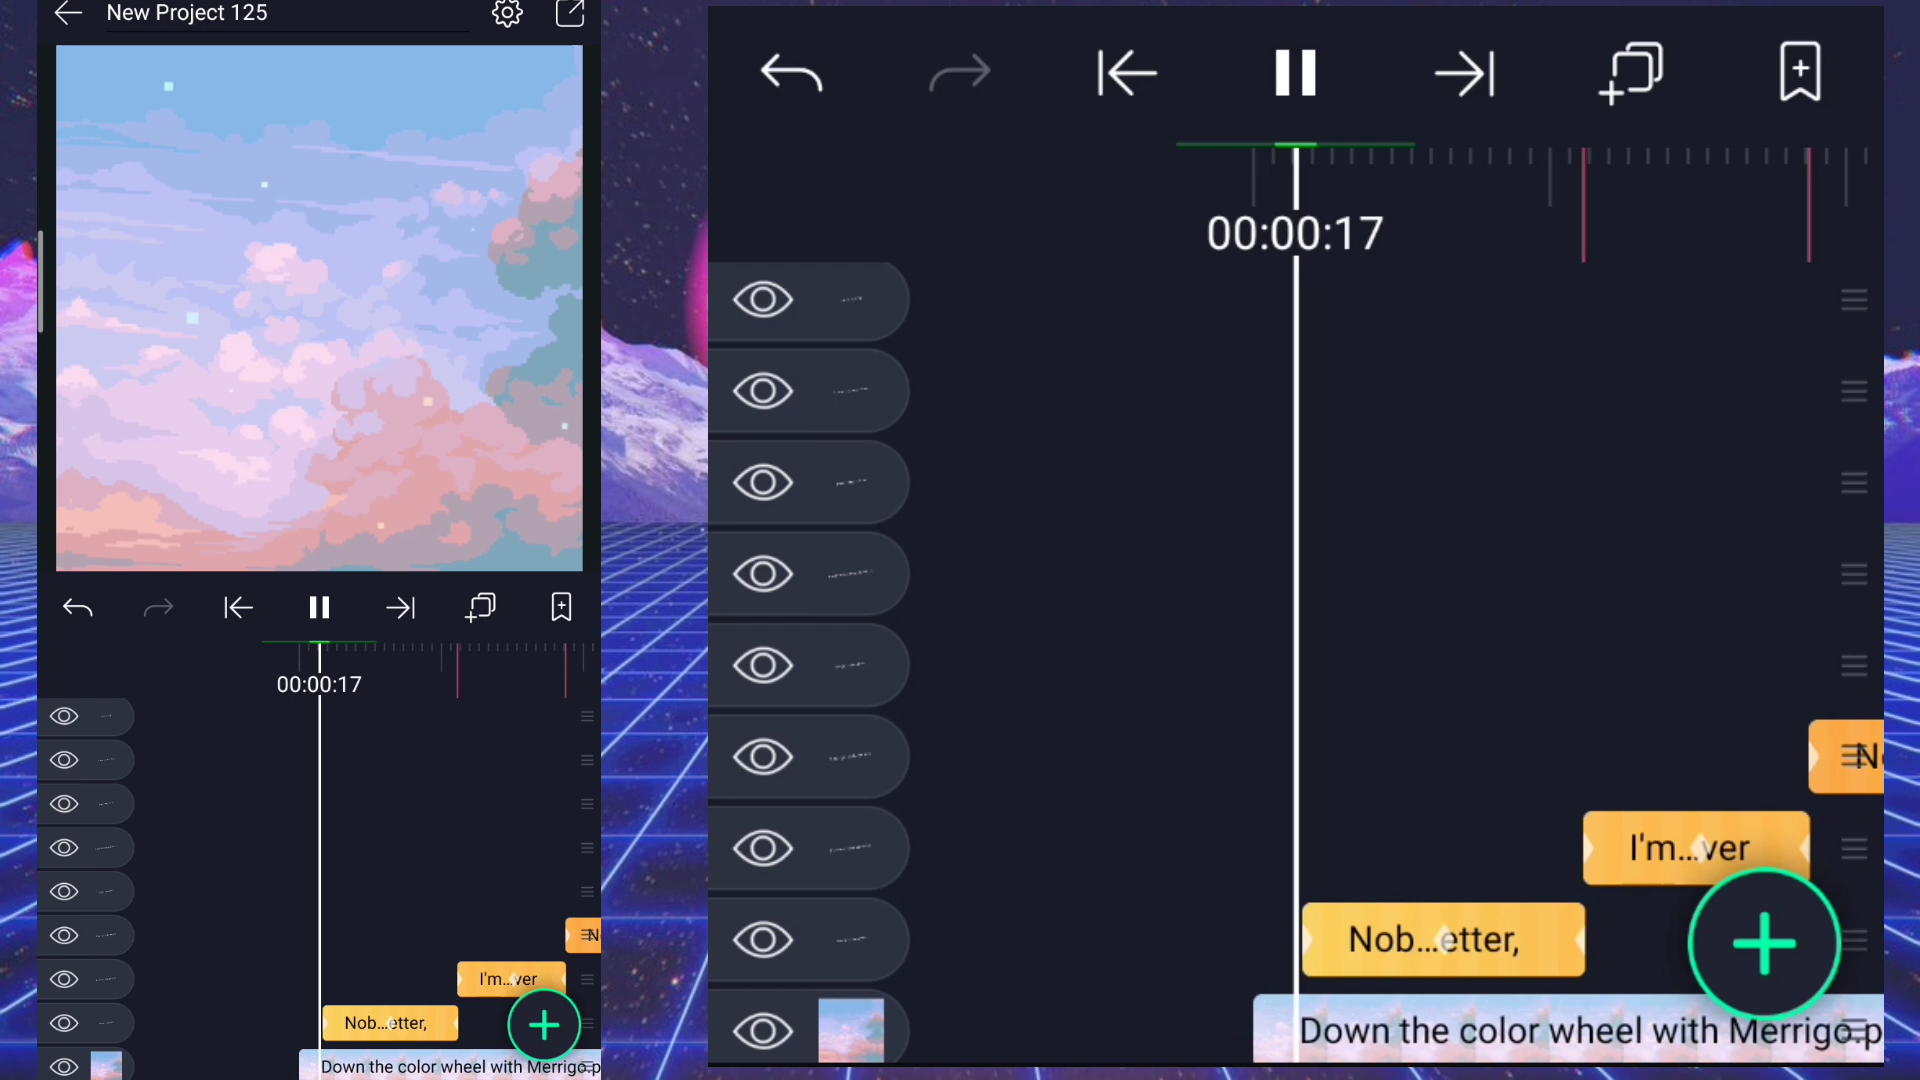 New Project 125
00:00:17
N
I'm...ver
Nob...etter,
Down the color wheel with Merrigo.p
00:00:17
N
I'm...ver
Nob...etter,
Down the color wheel with Merrigo.p